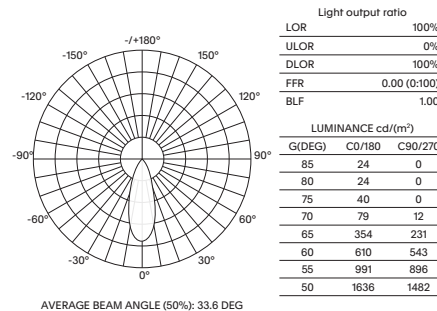 -/+180°
-150° 150°
-120° 120°
-90° 90°
-60° 60°
-30° 30°
0°
AVERAGE BEAM ANGLE (50%): 33.6 DEG
Light output ratio
LOR 100%
ULOR 0%
DLOR 100%
FFR 0.00 (0:100)
BLF 1.00
LUMINANCE cd/(m²)
G(DEG) C0/180 C90/270
85 24 0
80 24 0
75 40 0
70 79 12
65 354 231
60 610 543
55 991 896
50 1636 1482